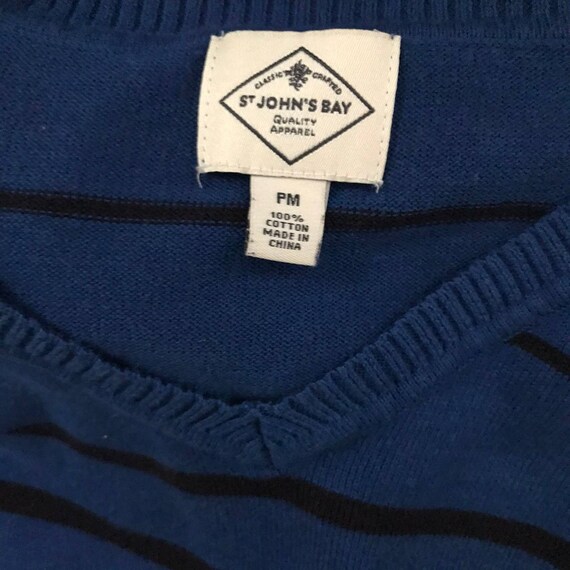 CLASSIC CRAFTED
ST JOHN'S BAY
QUALITY
APPAREL
PM
100%
COTTON
MADE IN
CHINA